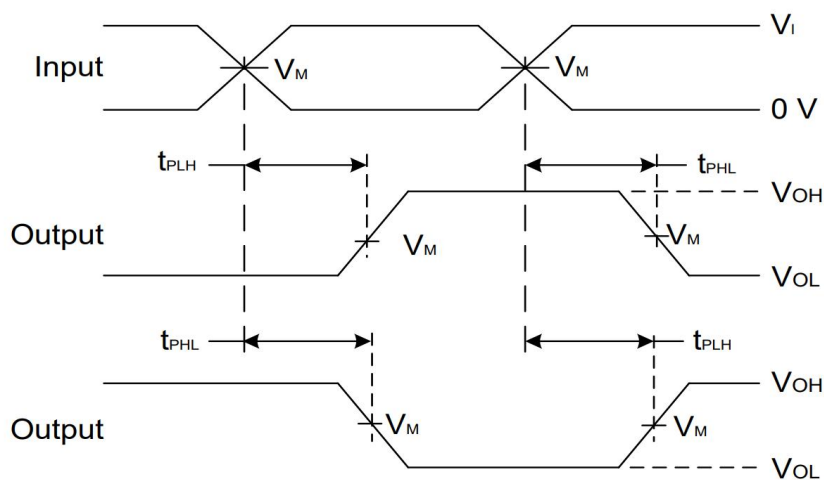 VI
Input VM VM
0 V
tPLH tPHL
VOH
Output VM VM
VOL
tPHL tPLH
VOH
Output VM VM
VOL